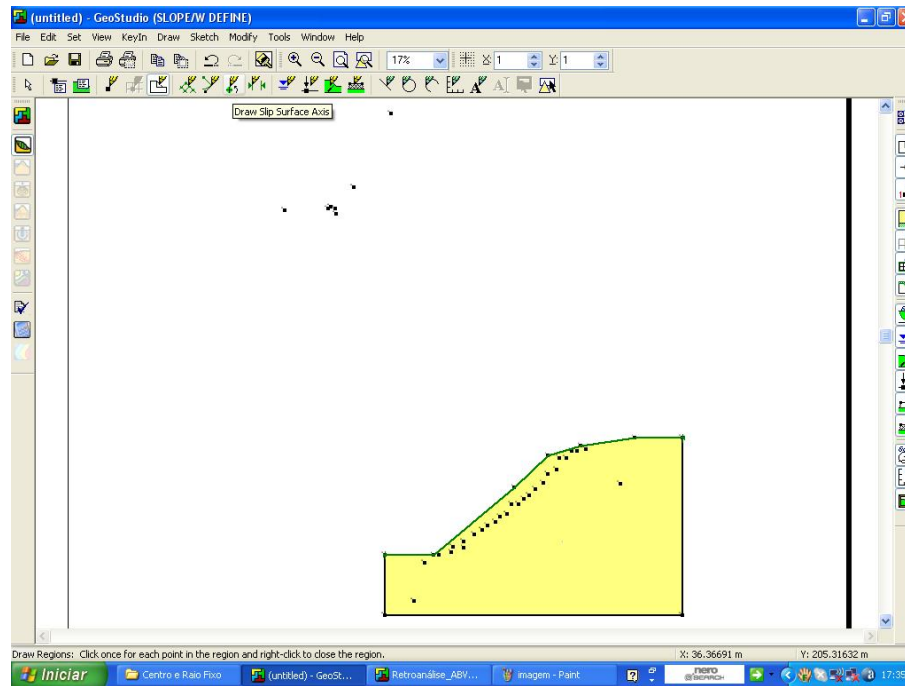 (untitled) - GeoStudio (SLOPE/W DEFINE)
File Edit Set View KeyIn Draw Sketch Modify Tools Window Help
17% X: 1 Y: 1
Draw Slip Surface Axis
Draw Regions: Click once for each point in the region and right-click to close the region. X: 36.36691 m Y: 205.31632 m
Iniciar Centro e Raio Fixo (untitled) - GeoSt... Retroanálise_ABV... imagem - Paint nero SEARCH 17:35